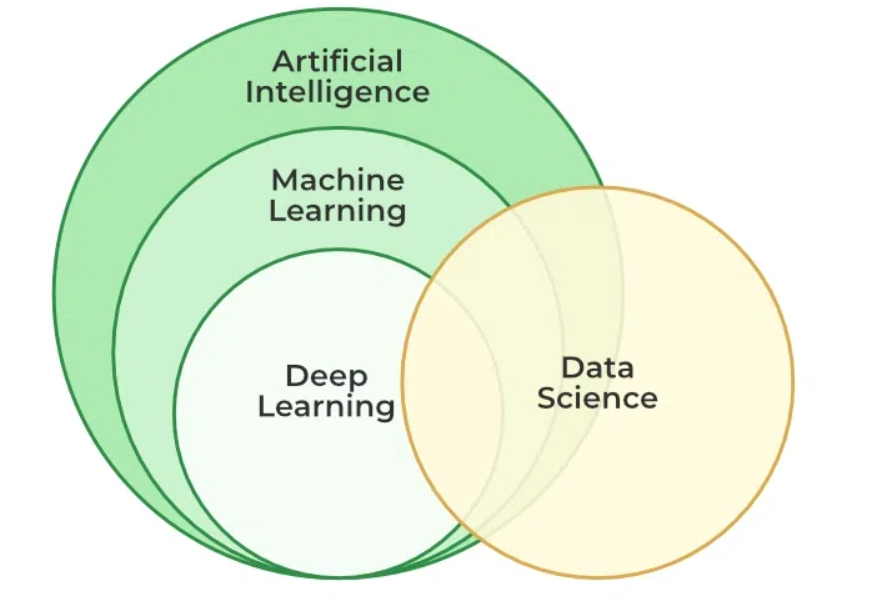 Artificial
Intelligence
Machine
Learning
Deep
Learning
Data
Science